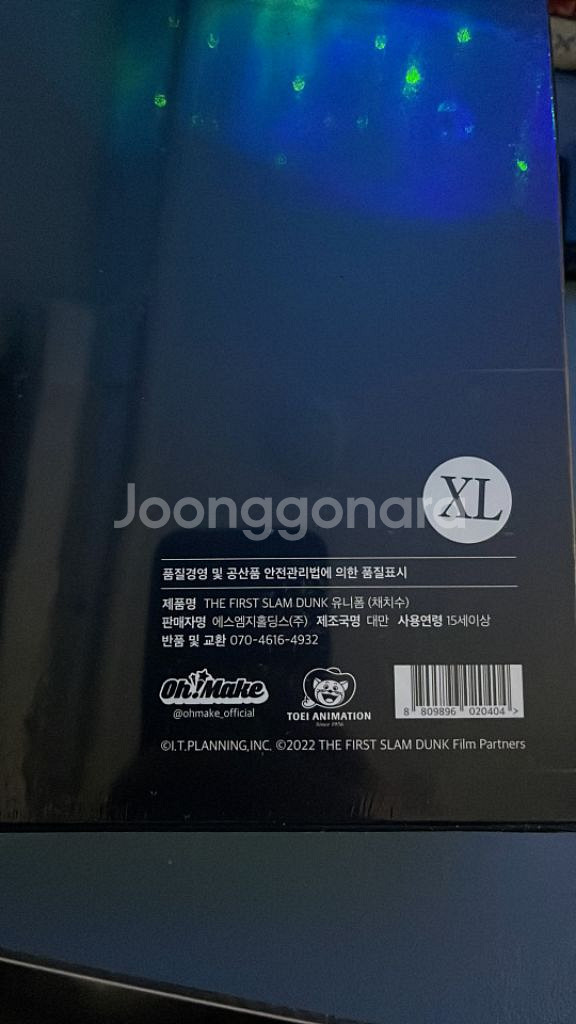 Joonggonara
XL
품질경영 및 공산품 안전관리법에 의한 품질표시
제품명 THE FIRST SLAM DUNK 유니폼 (채치수)
판매자명 에스엠지홀딩스(주) 제조국명 대만 사용연령 15세이상
반품 및 교환 070-4616-4932
Oh!Make
@ohmake_official
TOEI ANIMATION
Since 1956
8 809896 020404 >
©I.T.PLANNING,INC. ©2022 THE FIRST SLAM DUNK Film Partners